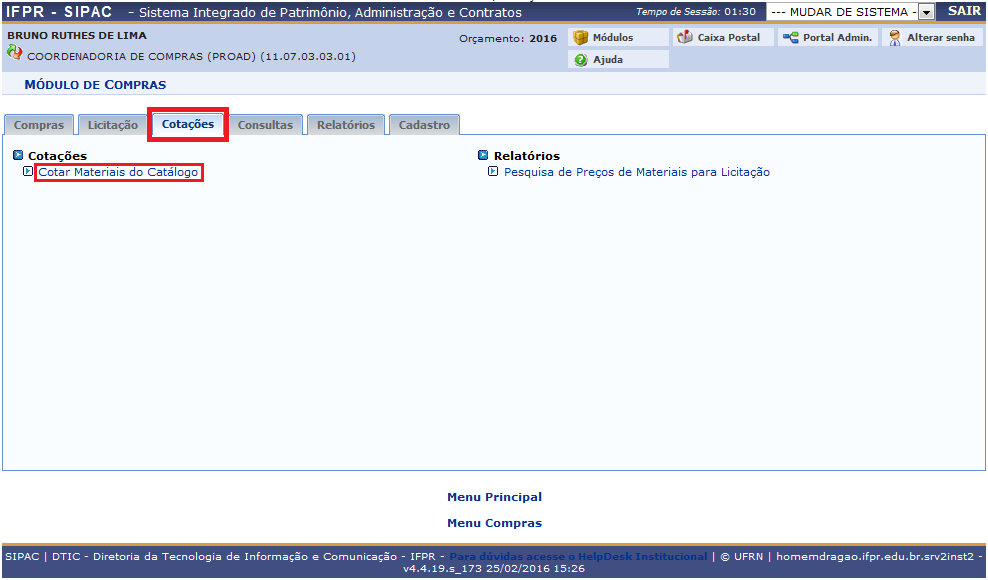 IFPR - SIPAC - Sistema Integrado de Patrimônio, Administração e Contratos Tempo de Sessão: 01:30 --- MUDAR DE SISTEMA - SAIR
BRUNO RUTHES DE LIMA Orçamento: 2016 Módulos Caixa Postal Portal Admin. Alterar senha
COORDENADORIA DE COMPRAS (PROAD) (11.07.03.03.01) Ajuda
MÓDULO DE COMPRAS
Compras Licitação Cotações Consultas Relatórios Cadastro
Cotações Relatórios
Cotar Materiais do Catálogo Pesquisa de Preços de Materiais para Licitação
Menu Principal
Menu Compras
SIPAC | DTIC - Diretoria da Tecnologia de Informação e Comunicação - IFPR - Para dúvidas acesse o HelpDesk Institucional | © UFRN | homemdragao.ifpr.edu.br.srv2inst2 -
v4.4.19.s_173 25/02/2016 15:26